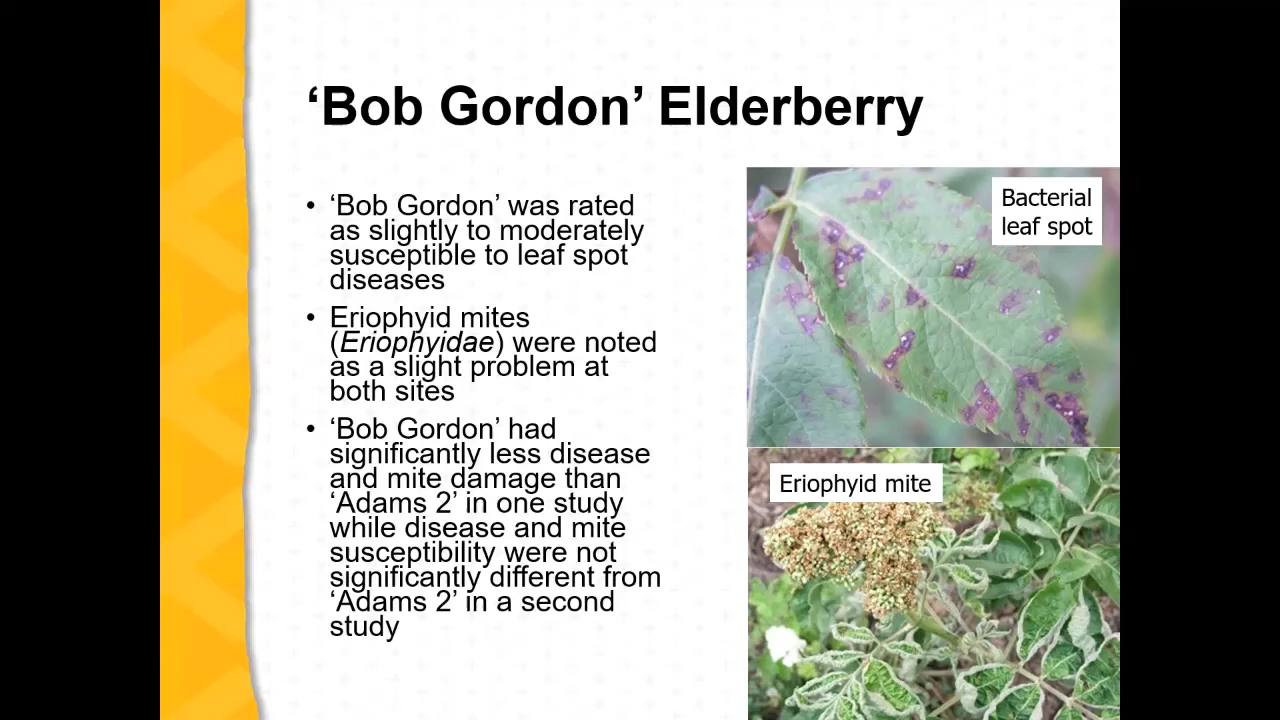 ‘Bob Gordon’ Elderberry
• ‘Bob Gordon’ was rated
as slightly to moderately
susceptible to leaf spot
diseases
• Eriophyid mites
(Eriophyidae) were noted
as a slight problem at
both sites
• ‘Bob Gordon’ had
significantly less disease
and mite damage than
‘Adams 2’ in one study
while disease and mite
susceptibility were not
significantly different from
‘Adams 2’ in a second
study
Bacterial
leaf spot
Eriophyid mite